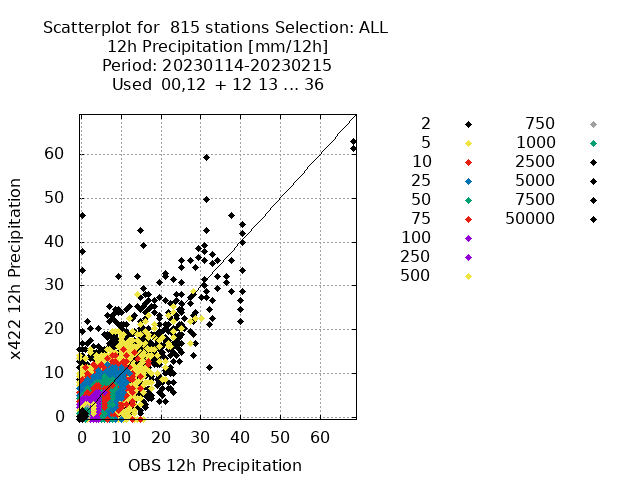 Scatterplot for  815 stations Selection: ALL
12h Precipitation [mm/12h]
Period: 20230114-20230215
Used  00,12  + 12 13 ... 36
x422 12h Precipitation
60
50
40
30
20
10
0
0 10 20 30 40 50 60
OBS 12h Precipitation
2 750
5 1000
10 2500
25 5000
50 7500
75 50000
100
250
500